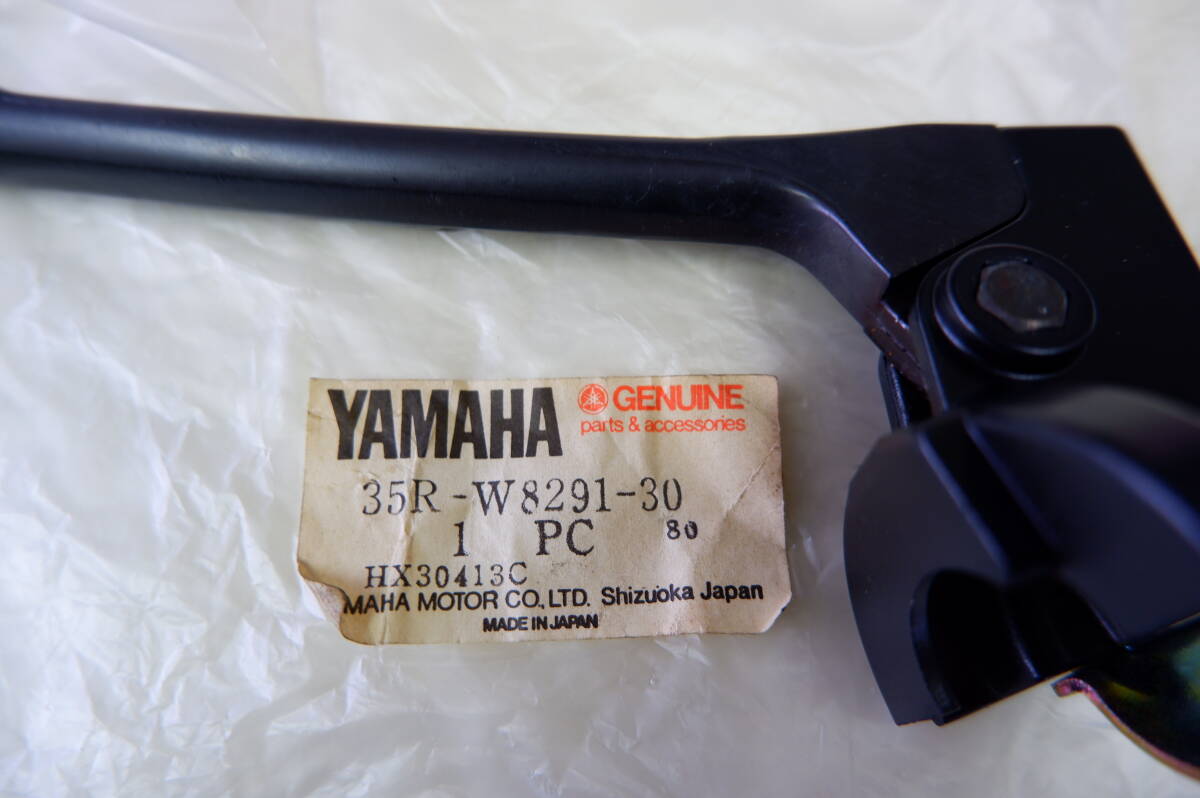 YAMAHA GENUINE
parts & accessories
35R-W8291-30
1 PC 80
HX30413C
MAHA MOTOR CO., LTD. Shizuoka Japan
MADE IN JAPAN